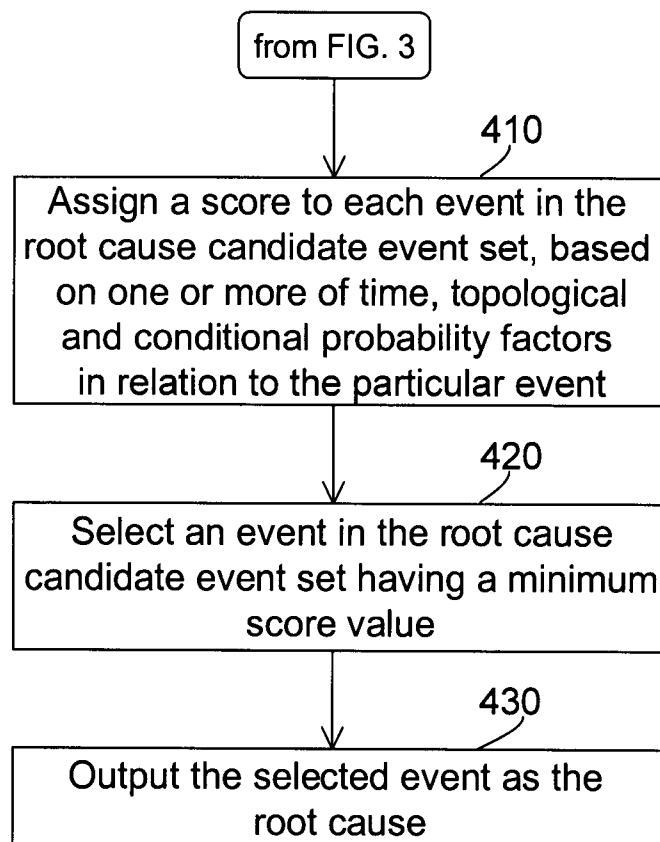 from FIG. 3
410
Assign a score to each event in the
root cause candidate event set, based
on one or more of time, topological
and conditional probability factors
in relation to the particular event
420
Select an event in the root cause
candidate event set having a minimum
score value
430
Output the selected event as the
root cause